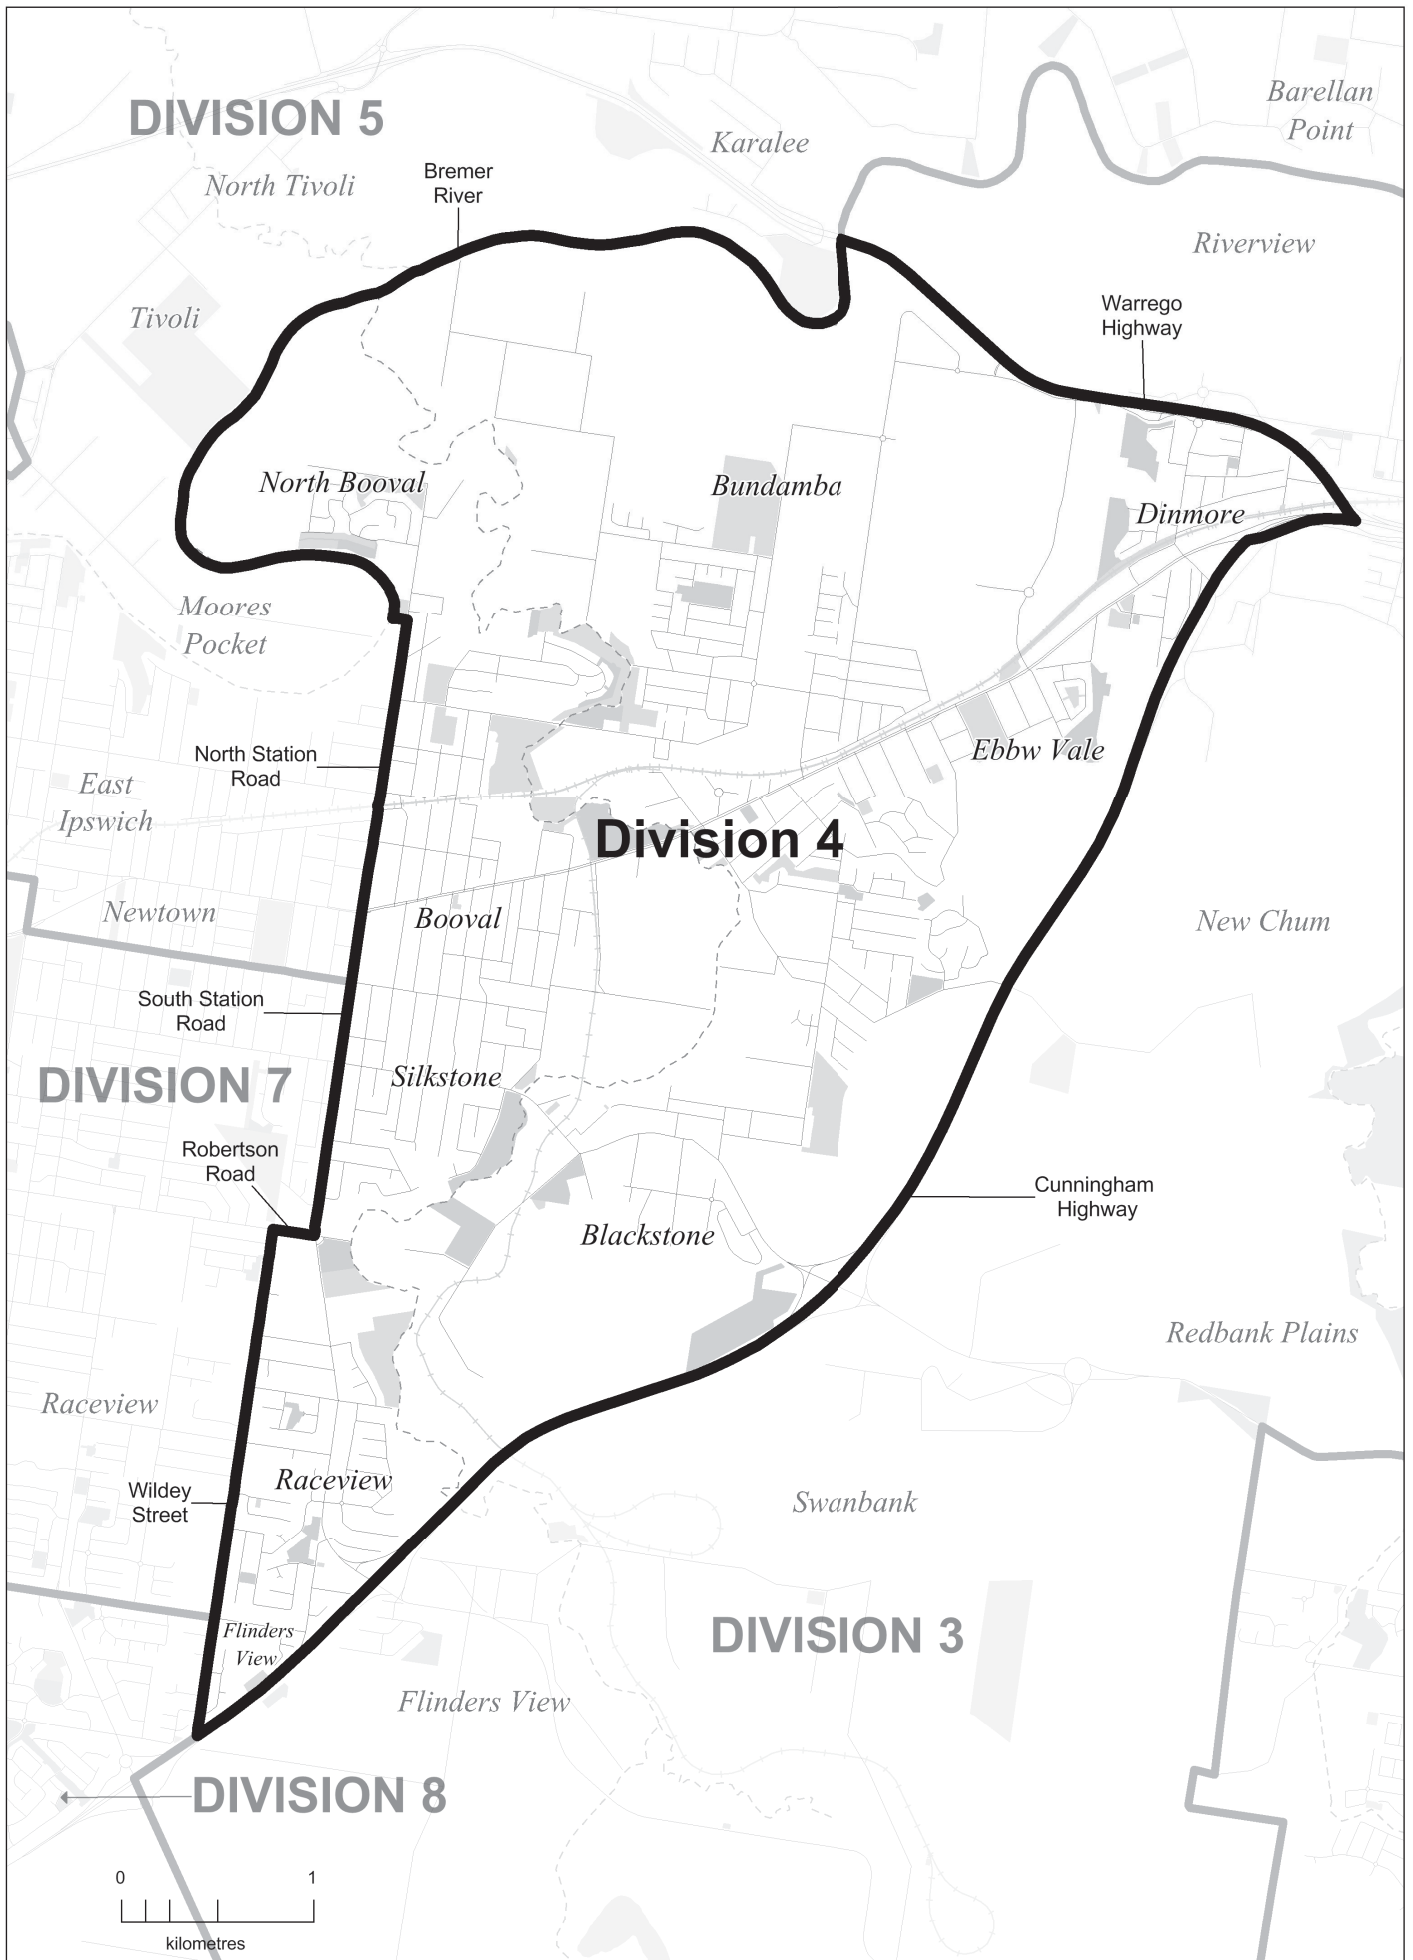 DIVISION 5
Barellan
Point
Karalee
Bremer
River
North Tivoli
Riverview
Warrego
Highway
Tivoli
North Booval
Bundamba
Dinmore
Moores
Pocket
North Station
Road
Ebbw Vale
East
Ipswich
Division 4
Newtown
Booval
New Chum
South Station
Road
DIVISION 7
Silkstone
Robertson
Road
Cunningham
Highway
Blackstone
Redbank Plains
Raceview
Raceview
Wildey
Street
Swanbank
Flinders
View
DIVISION 3
Flinders View
DIVISION 8
0 1
kilometres